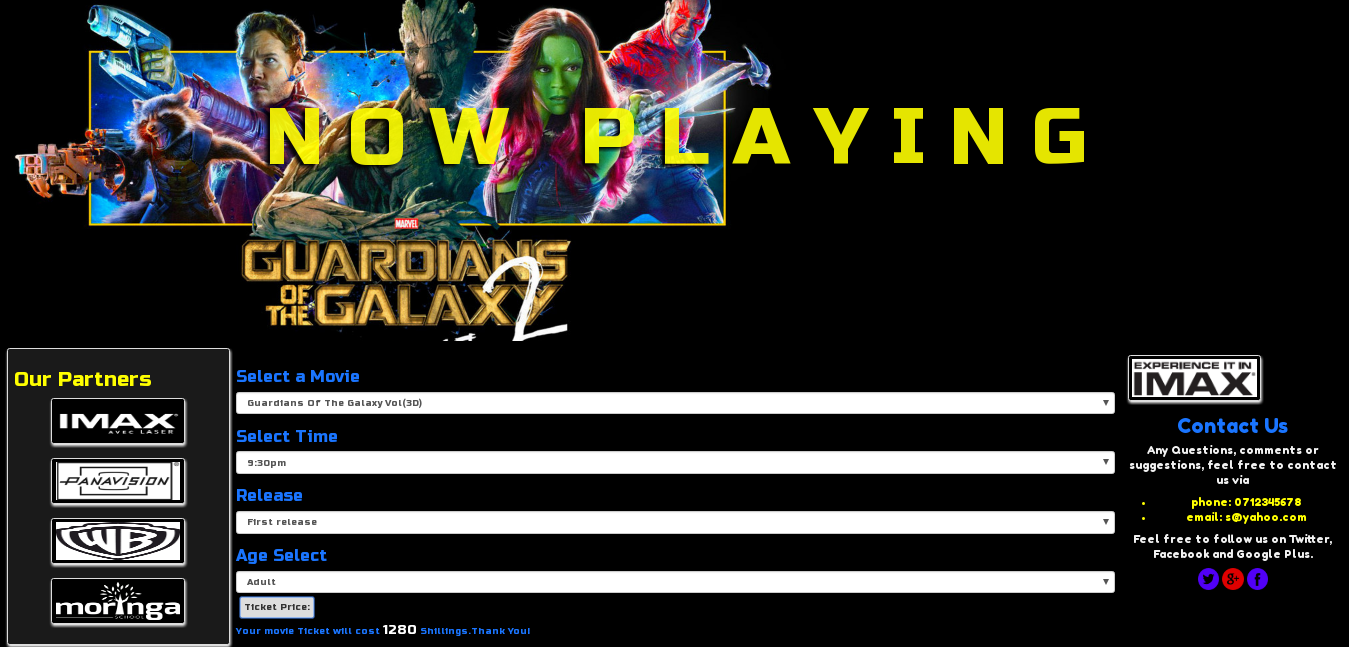 NOW PLAYING
MARVEL
GUARDIANS
OF THE GALAXY
2
Our Partners
IMAX
AVEC LASER
PANAVISION
WB
moringa
SCHOOL
Select a Movie
Guardians Of The Galaxy Vol(3D)
Select Time
9:30pm
Release
First release
Age Select
Adult
Ticket Price:
Your movie Ticket will cost 1280 Shillings.Thank You!
EXPERIENCE IT IN
IMAX
Contact Us
Any Questions, comments or
suggestions, feel free to contact
us via
phone: 0712345678
email: s@yahoo.com
Feel free to follow us on Twitter,
Facebook and Google Plus.